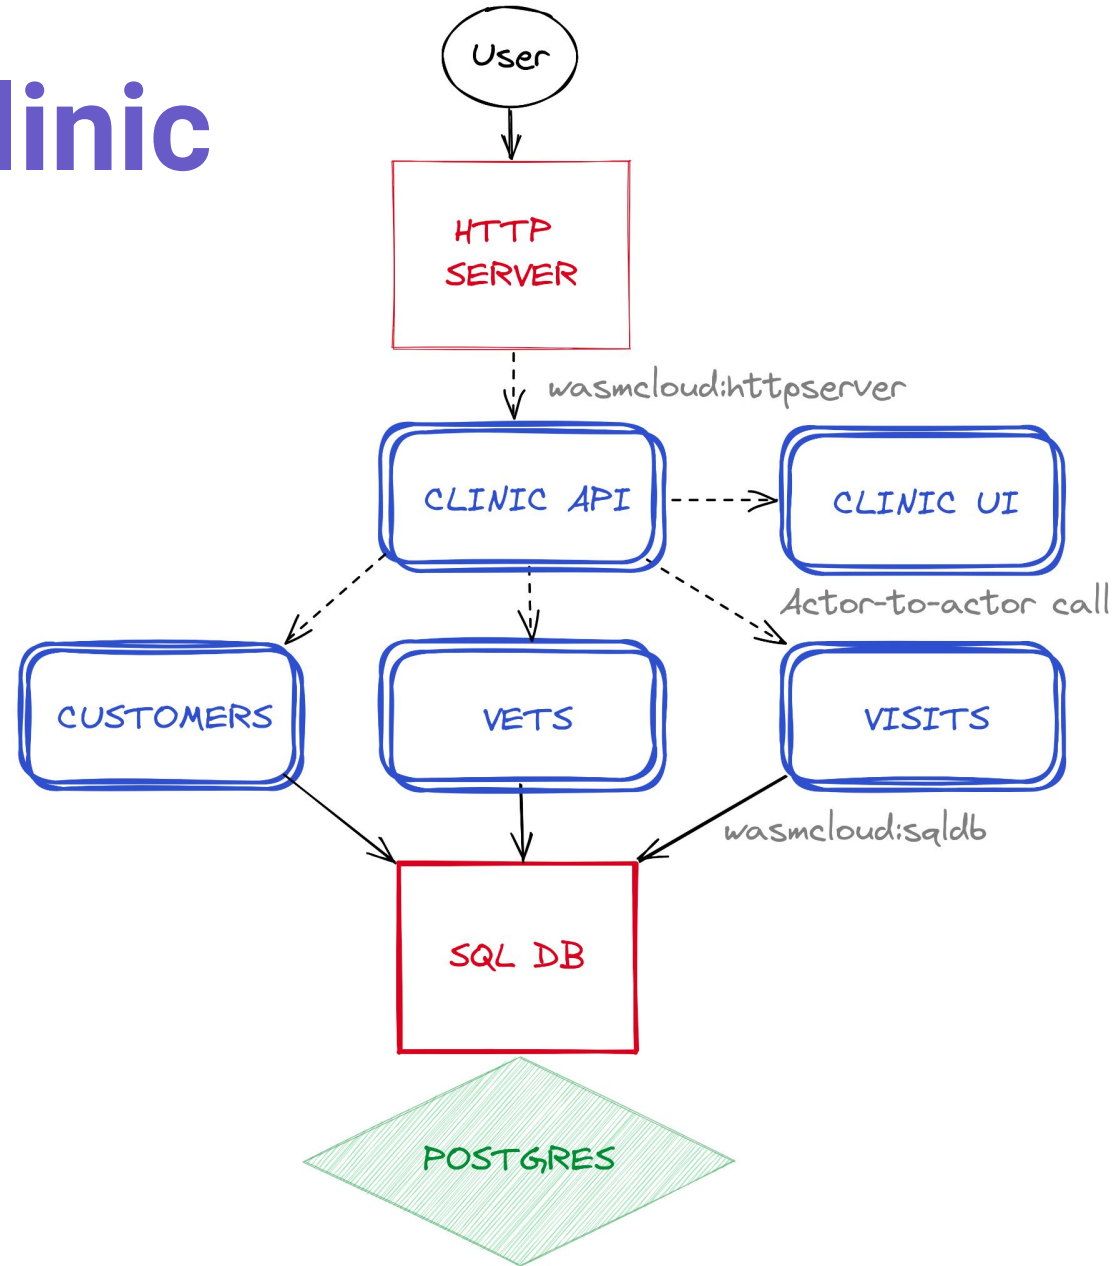 User
linic
HTTP
SERVER
wasmcloud:httpserver
CLINIC API
CLINIC UI
Actor-to-actor call
CUSTOMERS
VETS
VISITS
wasmcloud:sqldb
SQL DB
POSTGRES